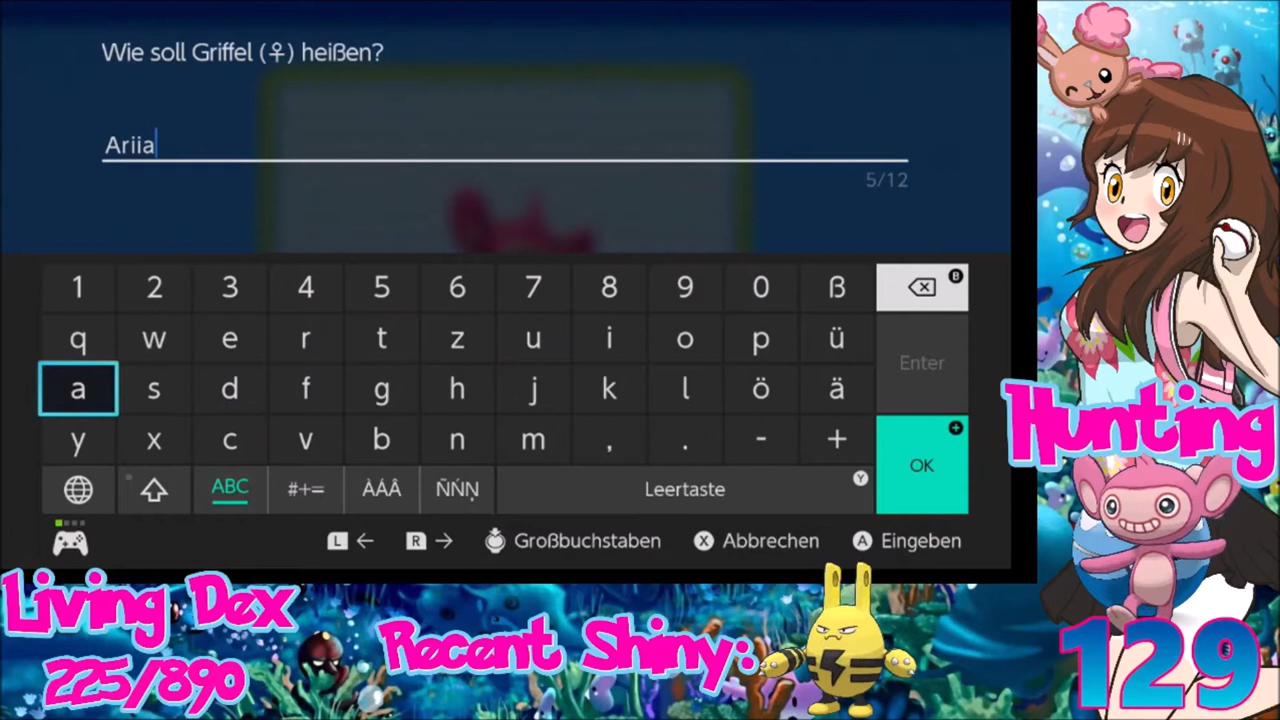 Wie soll Griffel (♀) heißen?
Ariia
5/12
1 2 3 4 5 6 7 8 9 0 ß B
q w e r t z u i o p ü Enter
a s d f g h j k l ö ä
y x c v b n m , . - + OK
ABC #+= ÀÁÂ ÑŃṆ Leertaste Y
L ← R → Großbuchstaben X Abbrechen A Eingeben
Hunting
129
Living Dex
225/890
Recent Shiny: